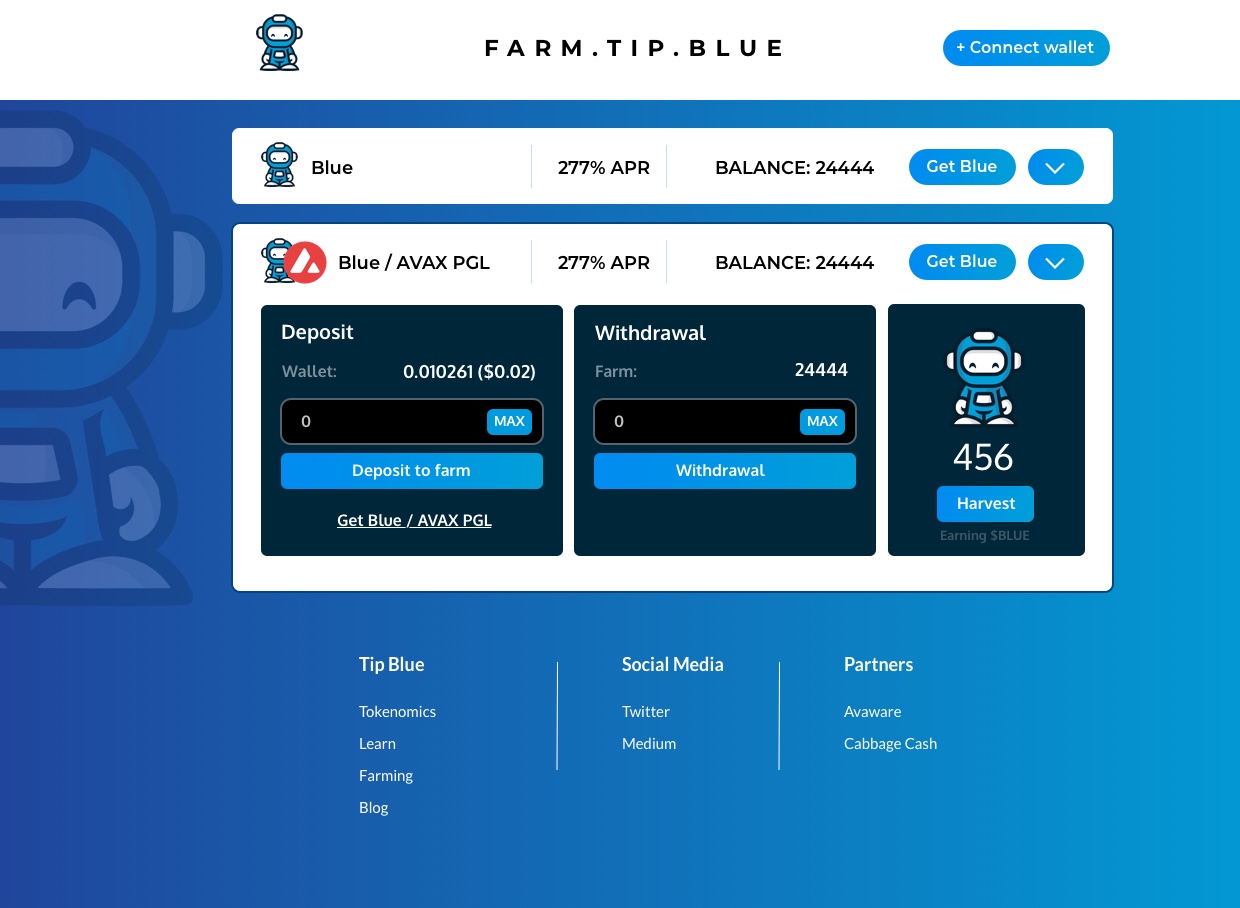 FARM.TIP.BLUE
+ Connect wallet
Blue
277% APR
BALANCE: 24444
Get Blue
Blue / AVAX PGL
277% APR
BALANCE: 24444
Get Blue
Deposit
Wallet:
0.010261 ($0.02)
0
MAX
Deposit to farm
Get Blue / AVAX PGL
Withdrawal
Farm:
24444
0
MAX
Withdrawal
456
Harvest
Earning $BLUE
Tip Blue
Tokenomics
Learn
Farming
Blog
Social Media
Twitter
Medium
Partners
Avaware
Cabbage Cash